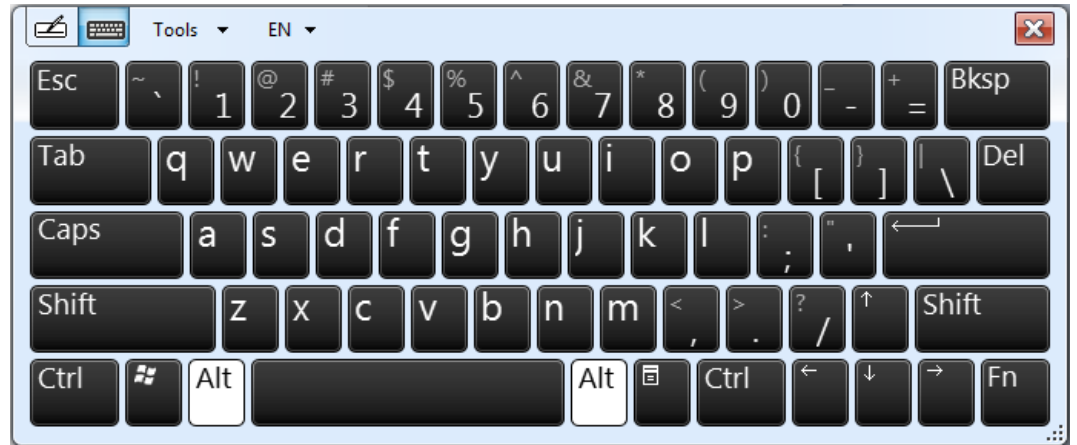 Tools EN
Esc ~ ` ! 1 @ 2 # 3 $ 4 % 5 ^ 6 & 7 * 8 ( 9 ) 0 _ - + = Bksp
Tab q w e r t y u i o p { [ } ] | \ Del
Caps a s d f g h j k l : ; " '
Shift z x c v b n m < , > . ? / ↑ Shift
Ctrl Alt Alt Ctrl ← ↓ → Fn